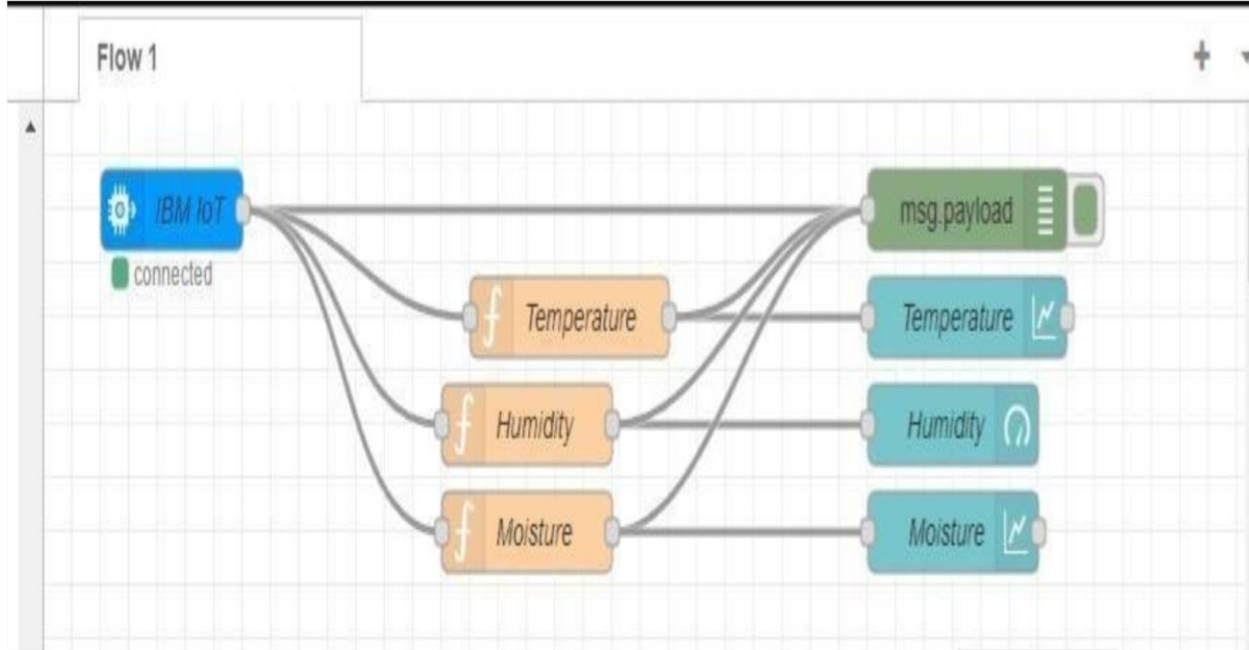 Flow 1
IBM IoT
msg.payload
connected
Temperature
Temperature
Humidity
Humidity
Moisture
Moisture